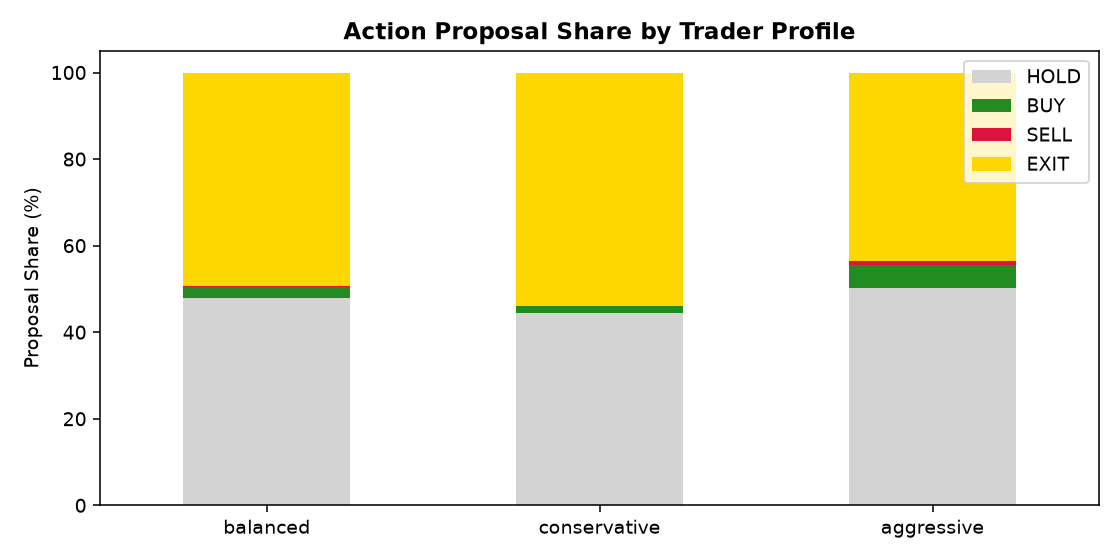 Action Proposal Share by Trader Profile
Proposal Share (%)
100
80
60
40
20
0
HOLD
BUY
SELL
EXIT
balanced
conservative
aggressive